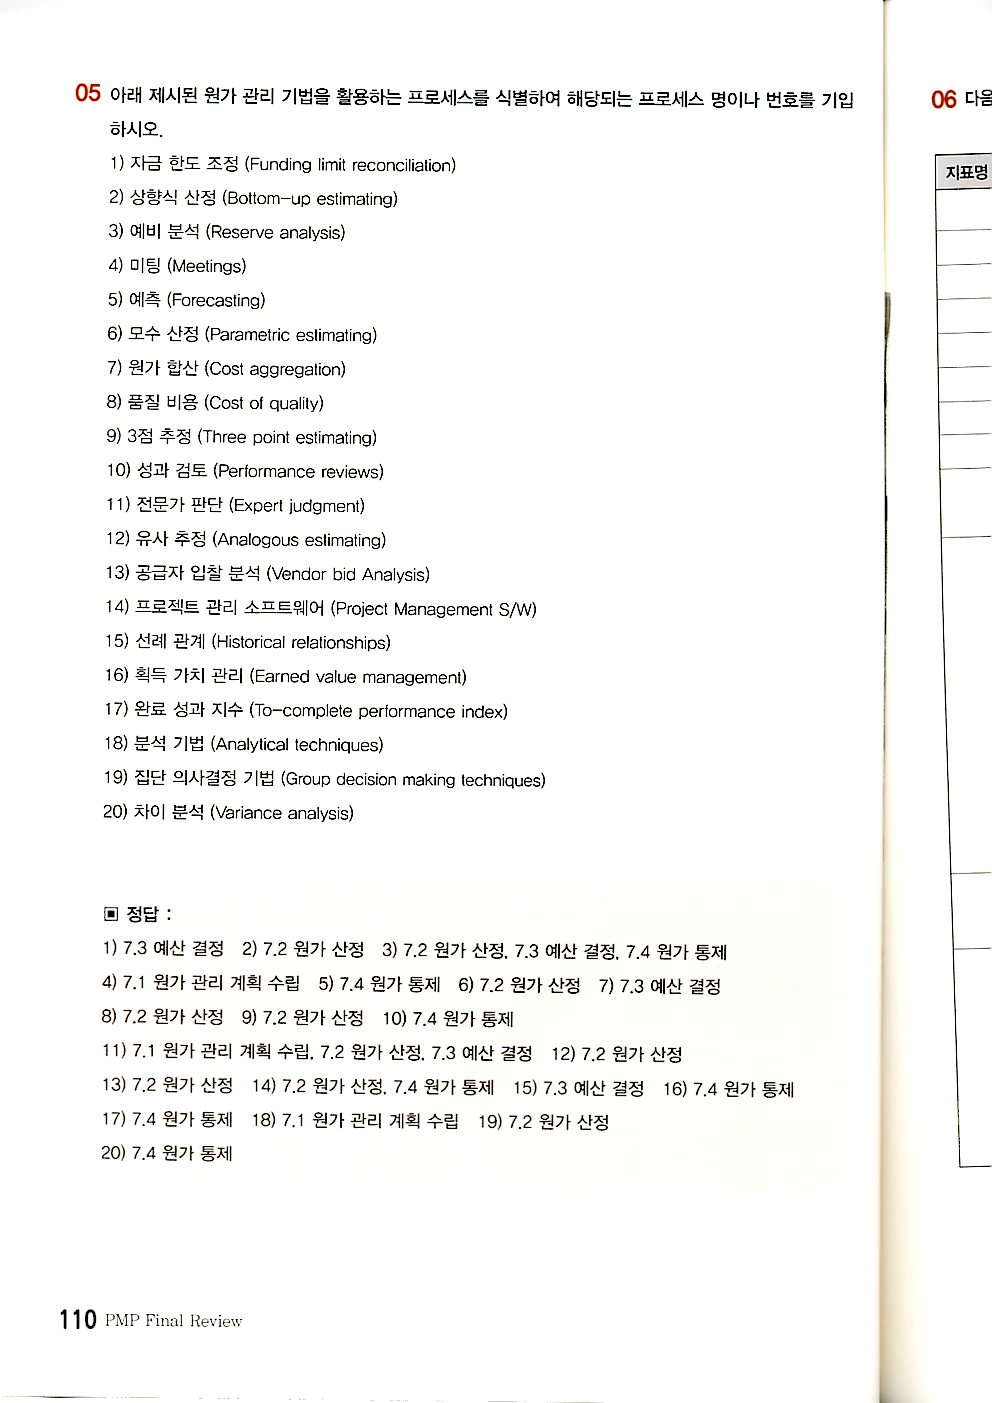 05 아래 제시된 원가 관리 기법을 활용하는 프로세스를 식별하여 해당되는 프로세스 명이나 번호를 기입
하시오.
1) 자금 한도 조정 (Funding limit reconciliation)
2) 상향식 산정 (Bottom-up estimating)
3) 예비 분석 (Reserve analysis)
4) 미팅 (Meetings)
5) 예측 (Forecasting)
6) 모수 산정 (Parametric estimating)
7) 원가 합산 (Cost aggregation)
8) 품질 비용 (Cost of quality)
9) 3점 추정 (Three point estimating)
10) 성과 검토 (Performance reviews)
11) 전문가 판단 (Expert judgment)
12) 유사 추정 (Analogous estimating)
13) 공급자 입찰 분석 (Vendor bid Analysis)
14) 프로젝트 관리 소프트웨어 (Project Management S/W)
15) 선례 관계 (Historical relationships)
16) 획득 가치 관리 (Earned value management)
17) 완료 성과 지수 (To-complete performance index)
18) 분석 기법 (Analytical techniques)
19) 집단 의사결정 기법 (Group decision making techniques)
20) 차이 분석 (Variance analysis)
▣ 정답 :
1) 7.3 예산 결정 2) 7.2 원가 산정 3) 7.2 원가 산정, 7.3 예산 결정, 7.4 원가 통제
4) 7.1 원가 관리 계획 수립 5) 7.4 원가 통제 6) 7.2 원가 산정 7) 7.3 예산 결정
8) 7.2 원가 산정 9) 7.2 원가 산정 10) 7.4 원가 통제
11) 7.1 원가 관리 계획 수립, 7.2 원가 산정, 7.3 예산 결정 12) 7.2 원가 산정
13) 7.2 원가 산정 14) 7.2 원가 산정, 7.4 원가 통제 15) 7.3 예산 결정 16) 7.4 원가 통제
17) 7.4 원가 통제 18) 7.1 원가 관리 계획 수립 19) 7.2 원가 산정
20) 7.4 원가 통제
110 PMP Final Review
06 다음
지표명